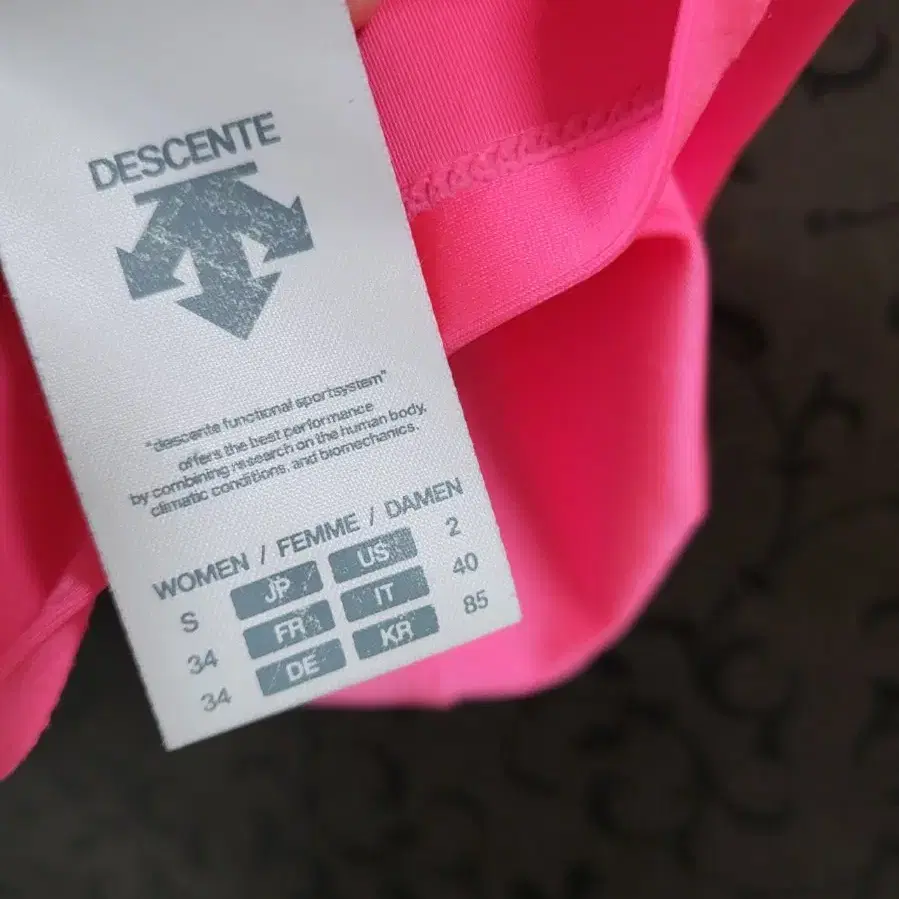 DESCENTE
"descente functional sportsystem"
offers the best performance
by combining research on the human body,
climatic conditions, and biomechanics.
WOMEN / FEMME / DAMEN
S JP US 2
34 FR IT 40
34 DE KR 85